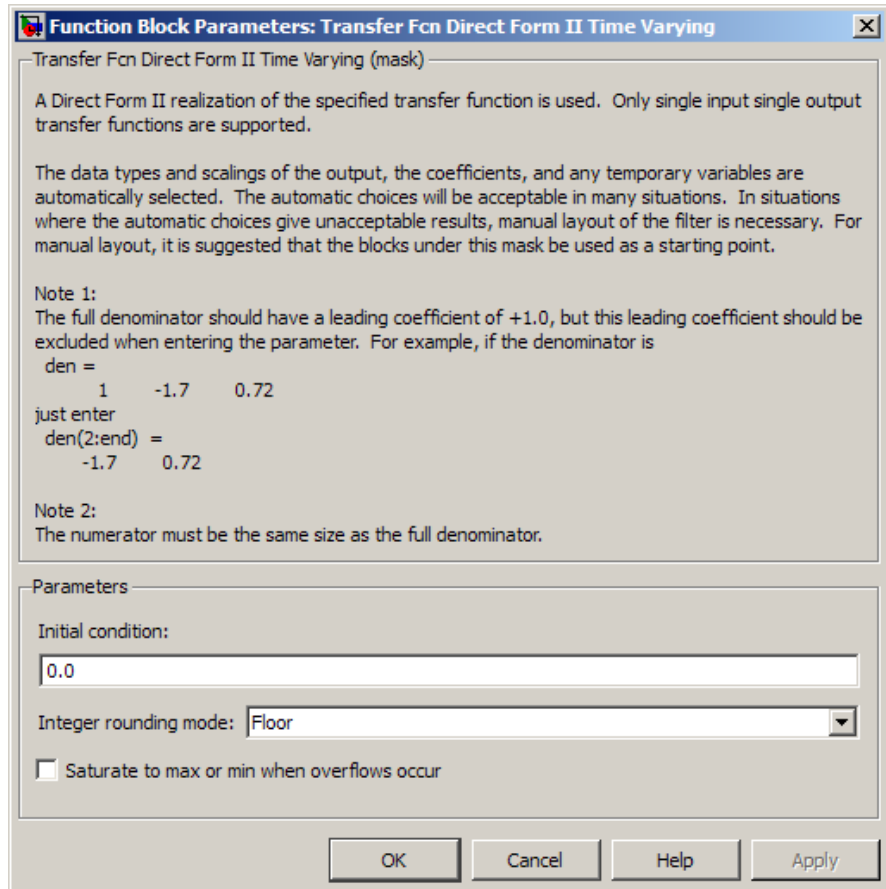 Function Block Parameters: Transfer Fcn Direct Form II Time Varying
Transfer Fcn Direct Form II Time Varying (mask)
A Direct Form II realization of the specified transfer function is used.  Only single input single output
transfer functions are supported.
The data types and scalings of the output, the coefficients, and any temporary variables are
automatically selected.  The automatic choices will be acceptable in many situations.  In situations
where the automatic choices give unacceptable results, manual layout of the filter is necessary.  For
manual layout, it is suggested that the blocks under this mask be used as a starting point.
Note 1:
The full denominator should have a leading coefficient of +1.0, but this leading coefficient should be
excluded when entering the parameter.  For example, if the denominator is
den =
1 -1.7 0.72
just enter
den(2:end) =
-1.7 0.72
Note 2:
The numerator must be the same size as the full denominator.
Parameters
Initial condition:
0.0
Integer rounding mode: Floor
Saturate to max or min when overflows occur
OK Cancel Help Apply